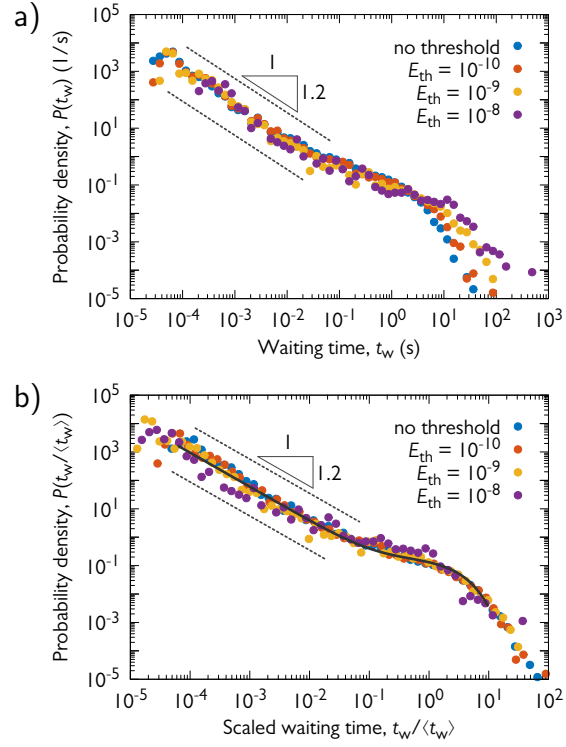 a)
Probability density, P(t_w) (1/s)
10^5
10^3
10^1
10^-1
10^-3
10^-5
1
1.2
no threshold
E_th = 10^-10
E_th = 10^-9
E_th = 10^-8
10^-5 10^-4 10^-3 10^-2 10^-1 10^0 10^1 10^2 10^3
Waiting time, t_w (s)
b)
Probability density, P(t_w/⟨t_w⟩)
10^5
10^3
10^1
10^-1
10^-3
10^-5
1
1.2
no threshold
E_th = 10^-10
E_th = 10^-9
E_th = 10^-8
10^-5 10^-4 10^-3 10^-2 10^-1 10^0 10^1 10^2
Scaled waiting time, t_w/⟨t_w⟩